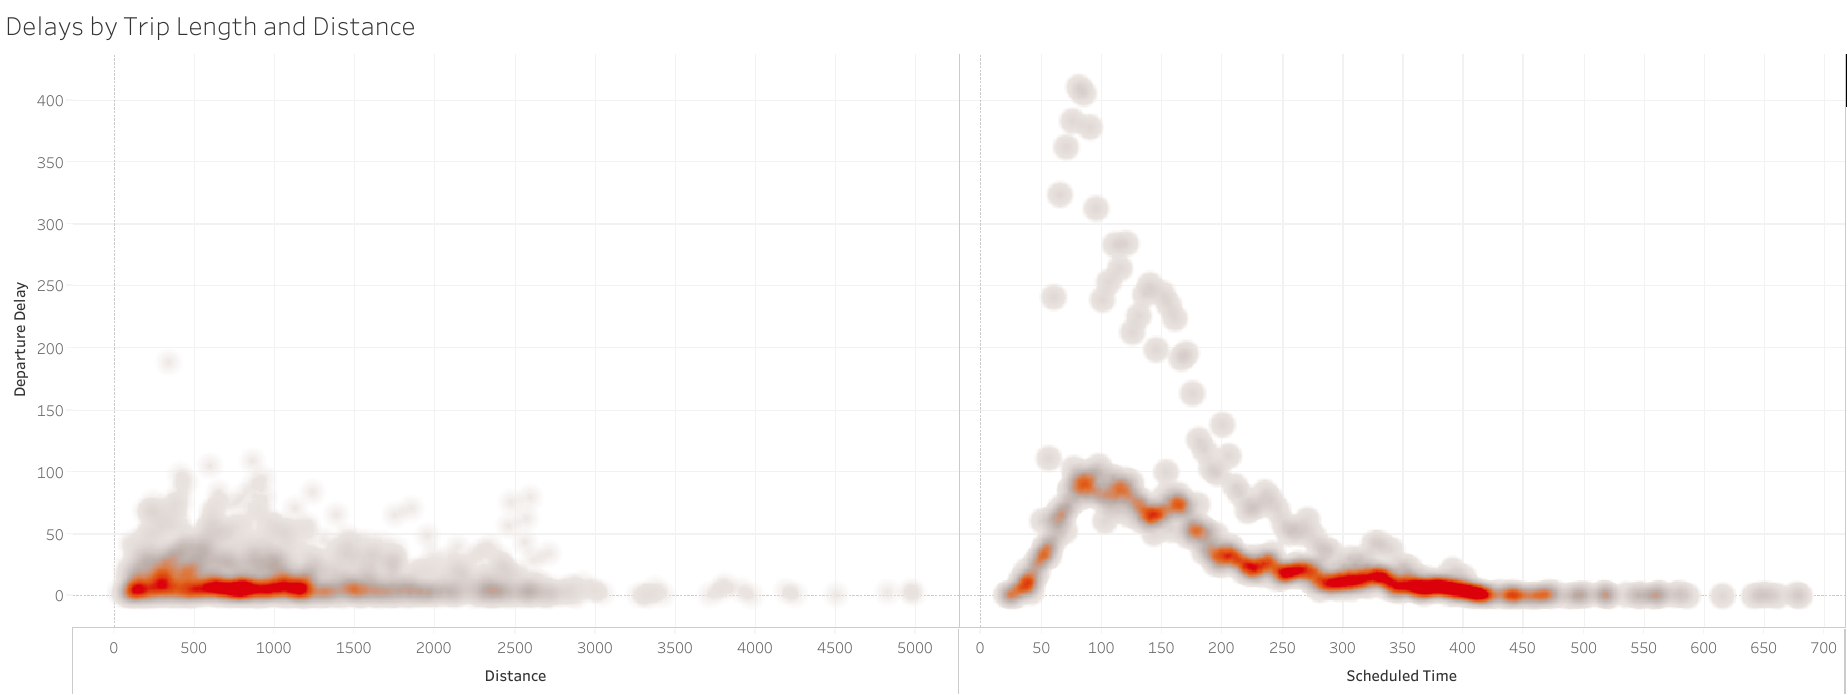 Delays by Trip Length and Distance
Departure Delay
400
350
300
250
200
150
100
50
0
0 500 1000 1500 2000 2500 3000 3500 4000 4500 5000
Distance
0 50 100 150 200 250 300 350 400 450 500 550 600 650 700
Scheduled Time